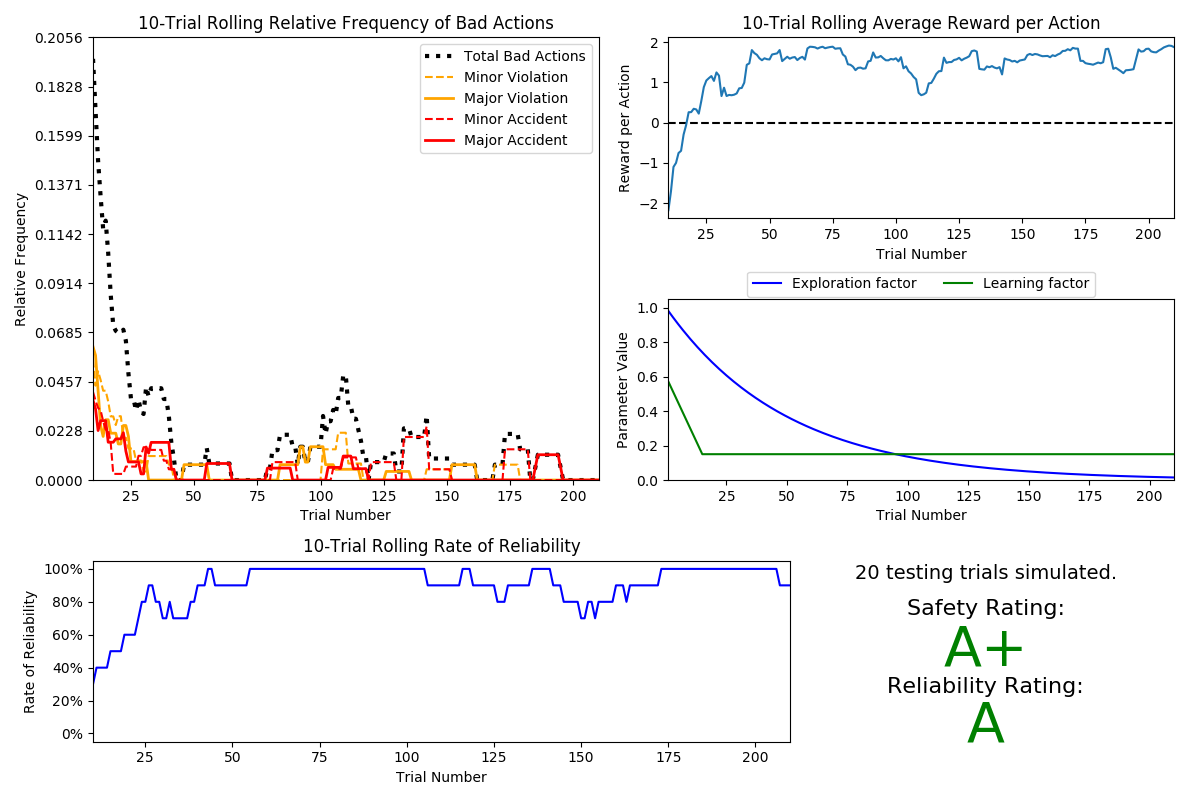 10-Trial Rolling Relative Frequency of Bad Actions
Relative Frequency
0.2056
0.1828
0.1599
0.1371
0.1142
0.0914
0.0685
0.0457
0.0228
0.0000
Total Bad Actions
Minor Violation
Major Violation
Minor Accident
Major Accident
25 50 75 100 125 150 175 200
Trial Number
10-Trial Rolling Average Reward per Action
Reward per Action
2
1
0
−1
−2
25 50 75 100 125 150 175 200
Trial Number
Exploration factor Learning factor
Parameter Value
1.0
0.8
0.6
0.4
0.2
0.0
25 50 75 100 125 150 175 200
Trial Number
10-Trial Rolling Rate of Reliability
Rate of Reliability
100%
80%
60%
40%
20%
0%
25 50 75 100 125 150 175 200
Trial Number
20 testing trials simulated.
Safety Rating:
A+
Reliability Rating:
A